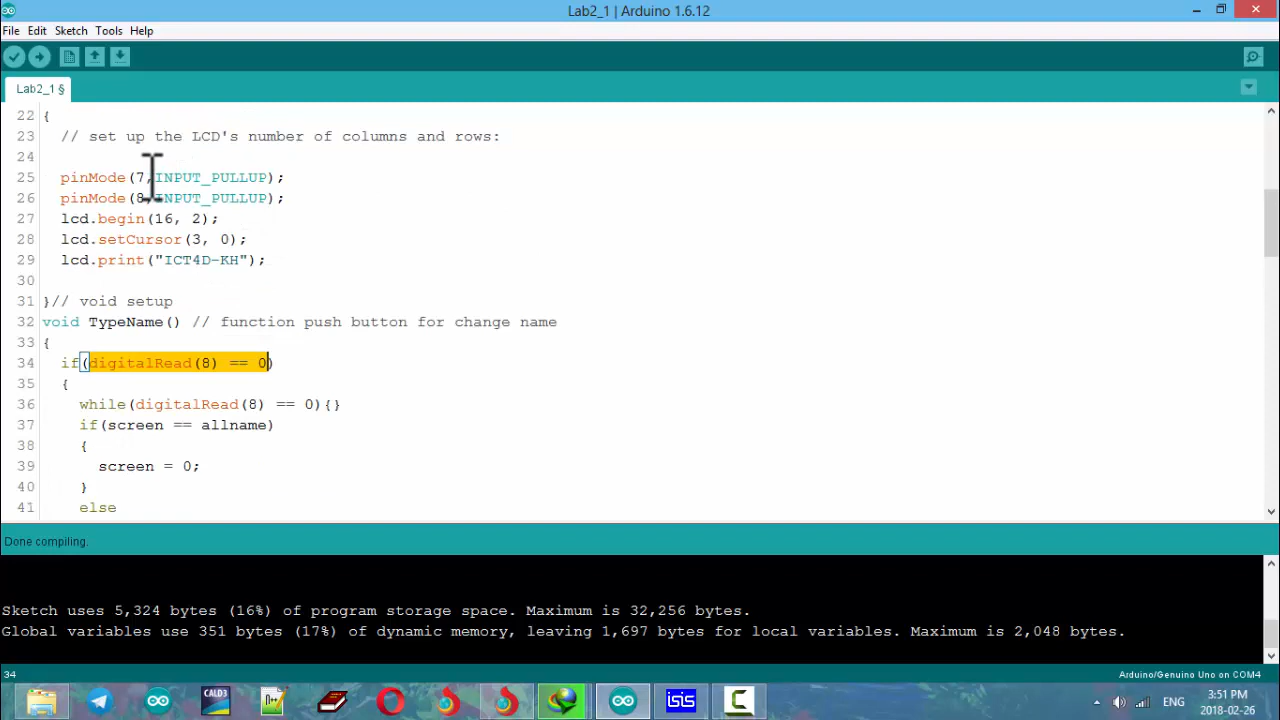 Lab2_1 | Arduino 1.6.12
File Edit Sketch Tools Help
Lab2_1 §
22 {
23 // set up the LCD's number of columns and rows:
24
25 pinMode(7,INPUT_PULLUP);
26 pinMode(8,INPUT_PULLUP);
27 lcd.begin(16, 2);
28 lcd.setCursor(3, 0);
29 lcd.print("ICT4D-KH");
30
31 }// void setup
32 void TypeName() // function push button for change name
33 {
34 if(digitalRead(8) == 0)
35 {
36 while(digitalRead(8) == 0){}
37 if(screen == allname)
38 {
39 screen = 0;
40 }
41 else
Done compiling.
Sketch uses 5,324 bytes (16%) of program storage space. Maximum is 32,256 bytes.
Global variables use 351 bytes (17%) of dynamic memory, leaving 1,697 bytes for local variables. Maximum is 2,048 bytes.
34 Arduino/Genuino Uno on COM4
CALD3
isis
ENG
3:51 PM
2018-02-26